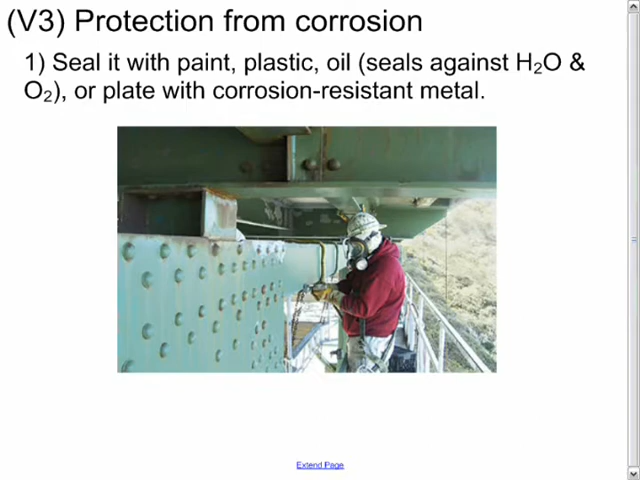 (V3) Protection from corrosion
1) Seal it with paint, plastic, oil (seals against H₂O &
O₂), or plate with corrosion-resistant metal.
Extend Page